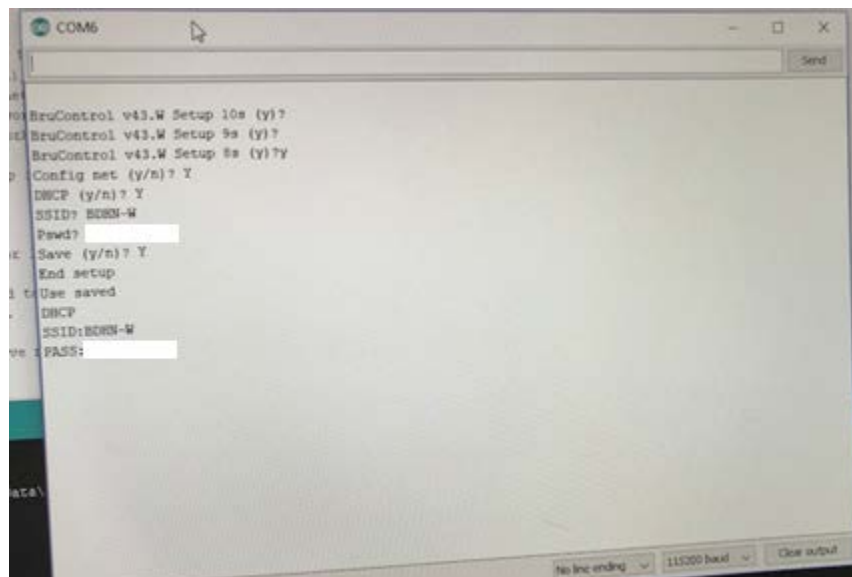 COM6
Send
BruControl v43.W Setup 10s (y)?
BruControl v43.W Setup 9s (y)?
BruControl v43.W Setup 8s (y)?y
Config net (y/n)? Y
DHCP (y/n)? Y
SSID? BDHN-W
Pswd?
Save (y/n)? Y
End setup
Use saved
DHCP
SSID:BDHN-W
PASS:
ata\
No line ending
115200 baud
Clear output